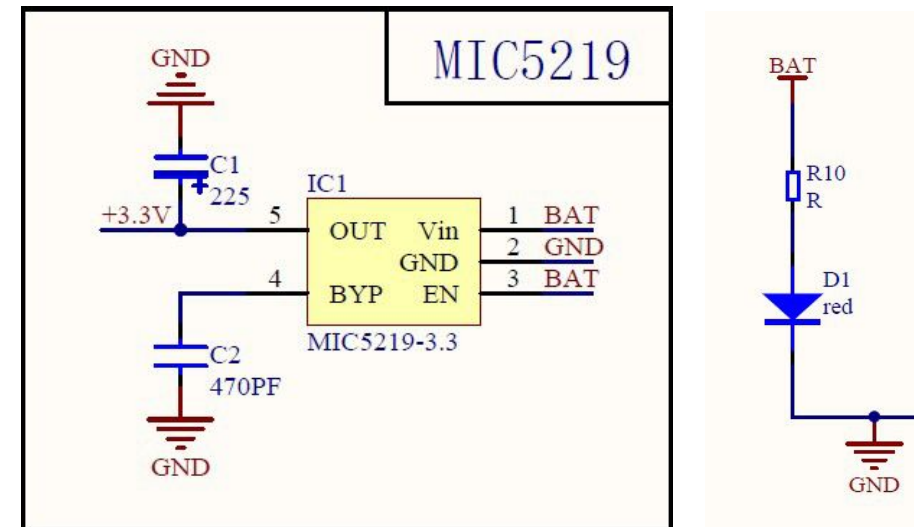 MIC5219
GND
C1
225
+3.3V
5
IC1
OUT
Vin
1
BAT
GND
2
GND
4
BYP
EN
3
BAT
MIC5219-3.3
C2
470PF
GND
BAT
R10
R
D1
red
GND